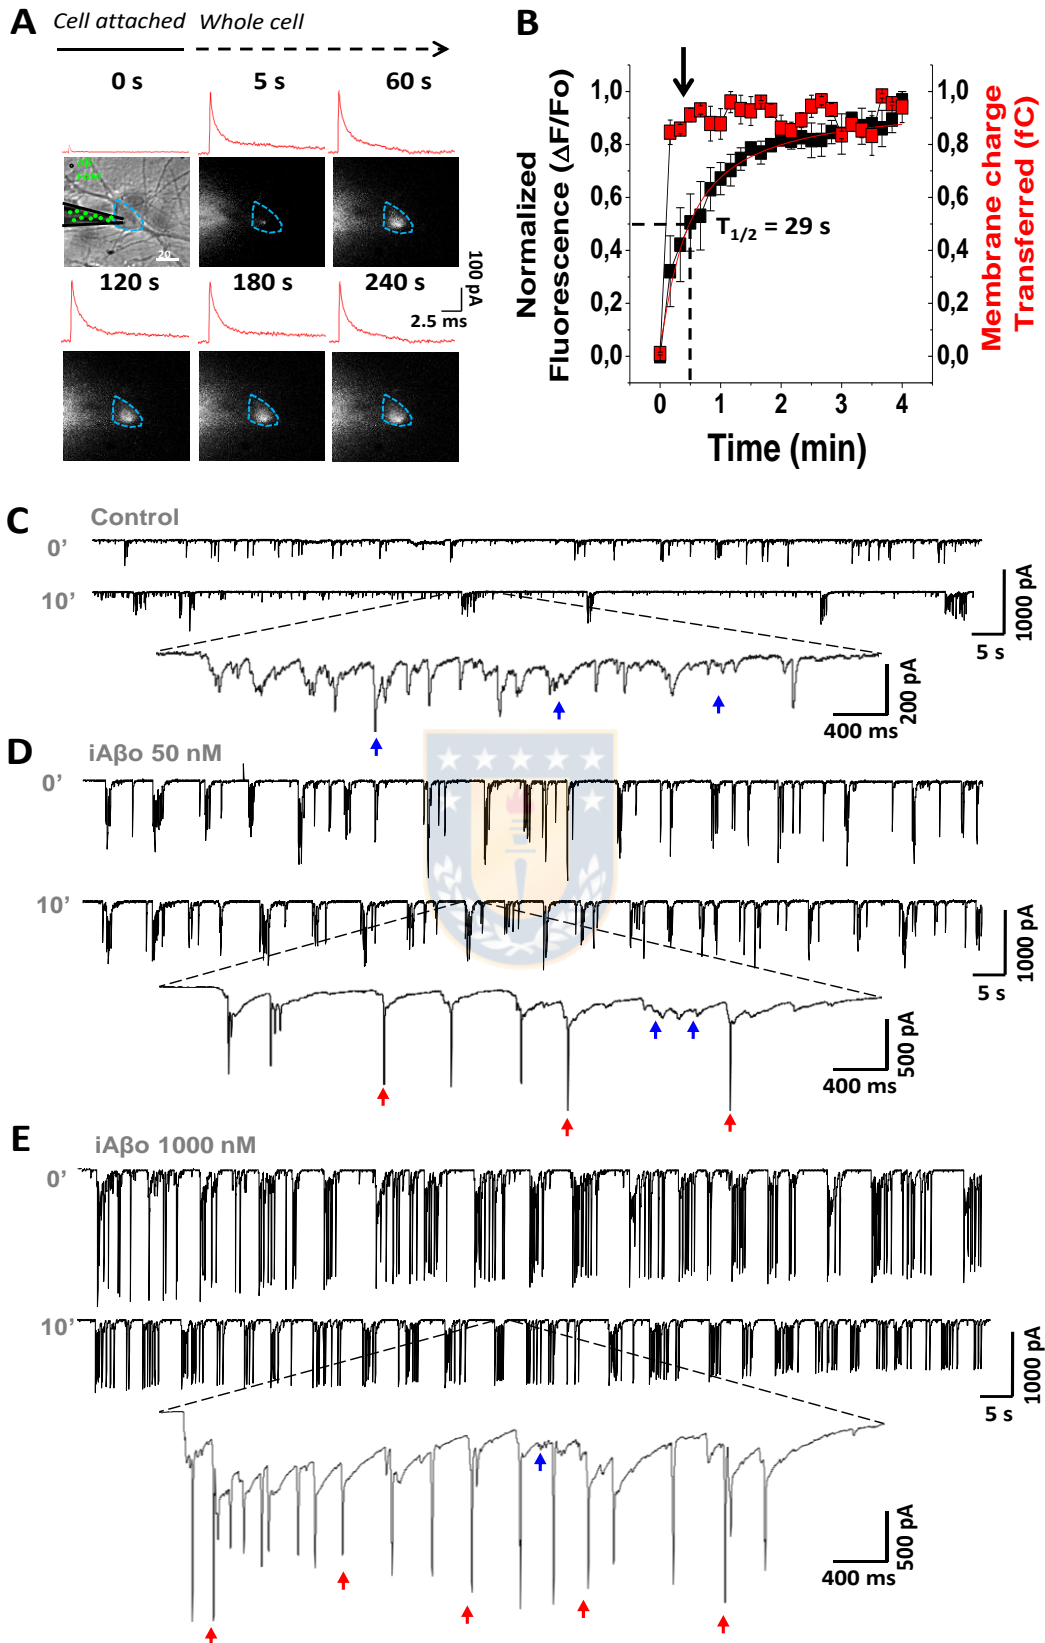 A
Cell attached
Whole cell
0 s
5 s
60 s
20
120 s
180 s
240 s
100 pA
2.5 ms
B
Normalized
Fluorescence (ΔF/Fo)
1,0
0,8
0,6
0,4
0,2
0,0
T1/2 = 29 s
1,0
0,8
0,6
0,4
0,2
0,0
Membrane charge
Transferred (fC)
0
1
2
3
4
Time (min)
C
Control
0'
10'
1000 pA
5 s
200 pA
400 ms
D
iAβo 50 nM
0'
10'
1000 pA
5 s
500 pA
400 ms
E
iAβo 1000 nM
0'
10'
1000 pA
5 s
500 pA
400 ms